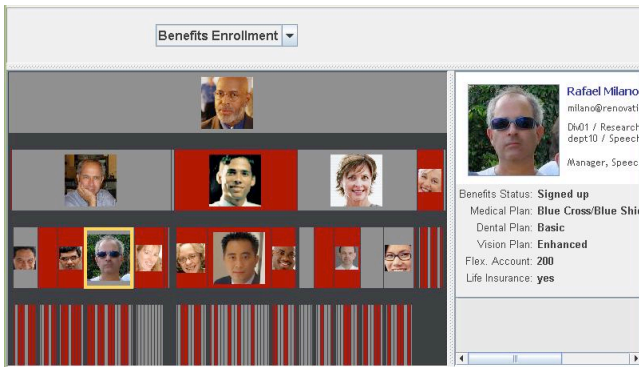 Benefits Enrollment
Rafael Milano
milano@renovati
Div01 / Research
dept10 / Speech
Manager, Speec
Benefits Status: Signed up
Medical Plan: Blue Cross/Blue Shie
Dental Plan: Basic
Vision Plan: Enhanced
Flex. Account: 200
Life Insurance: yes